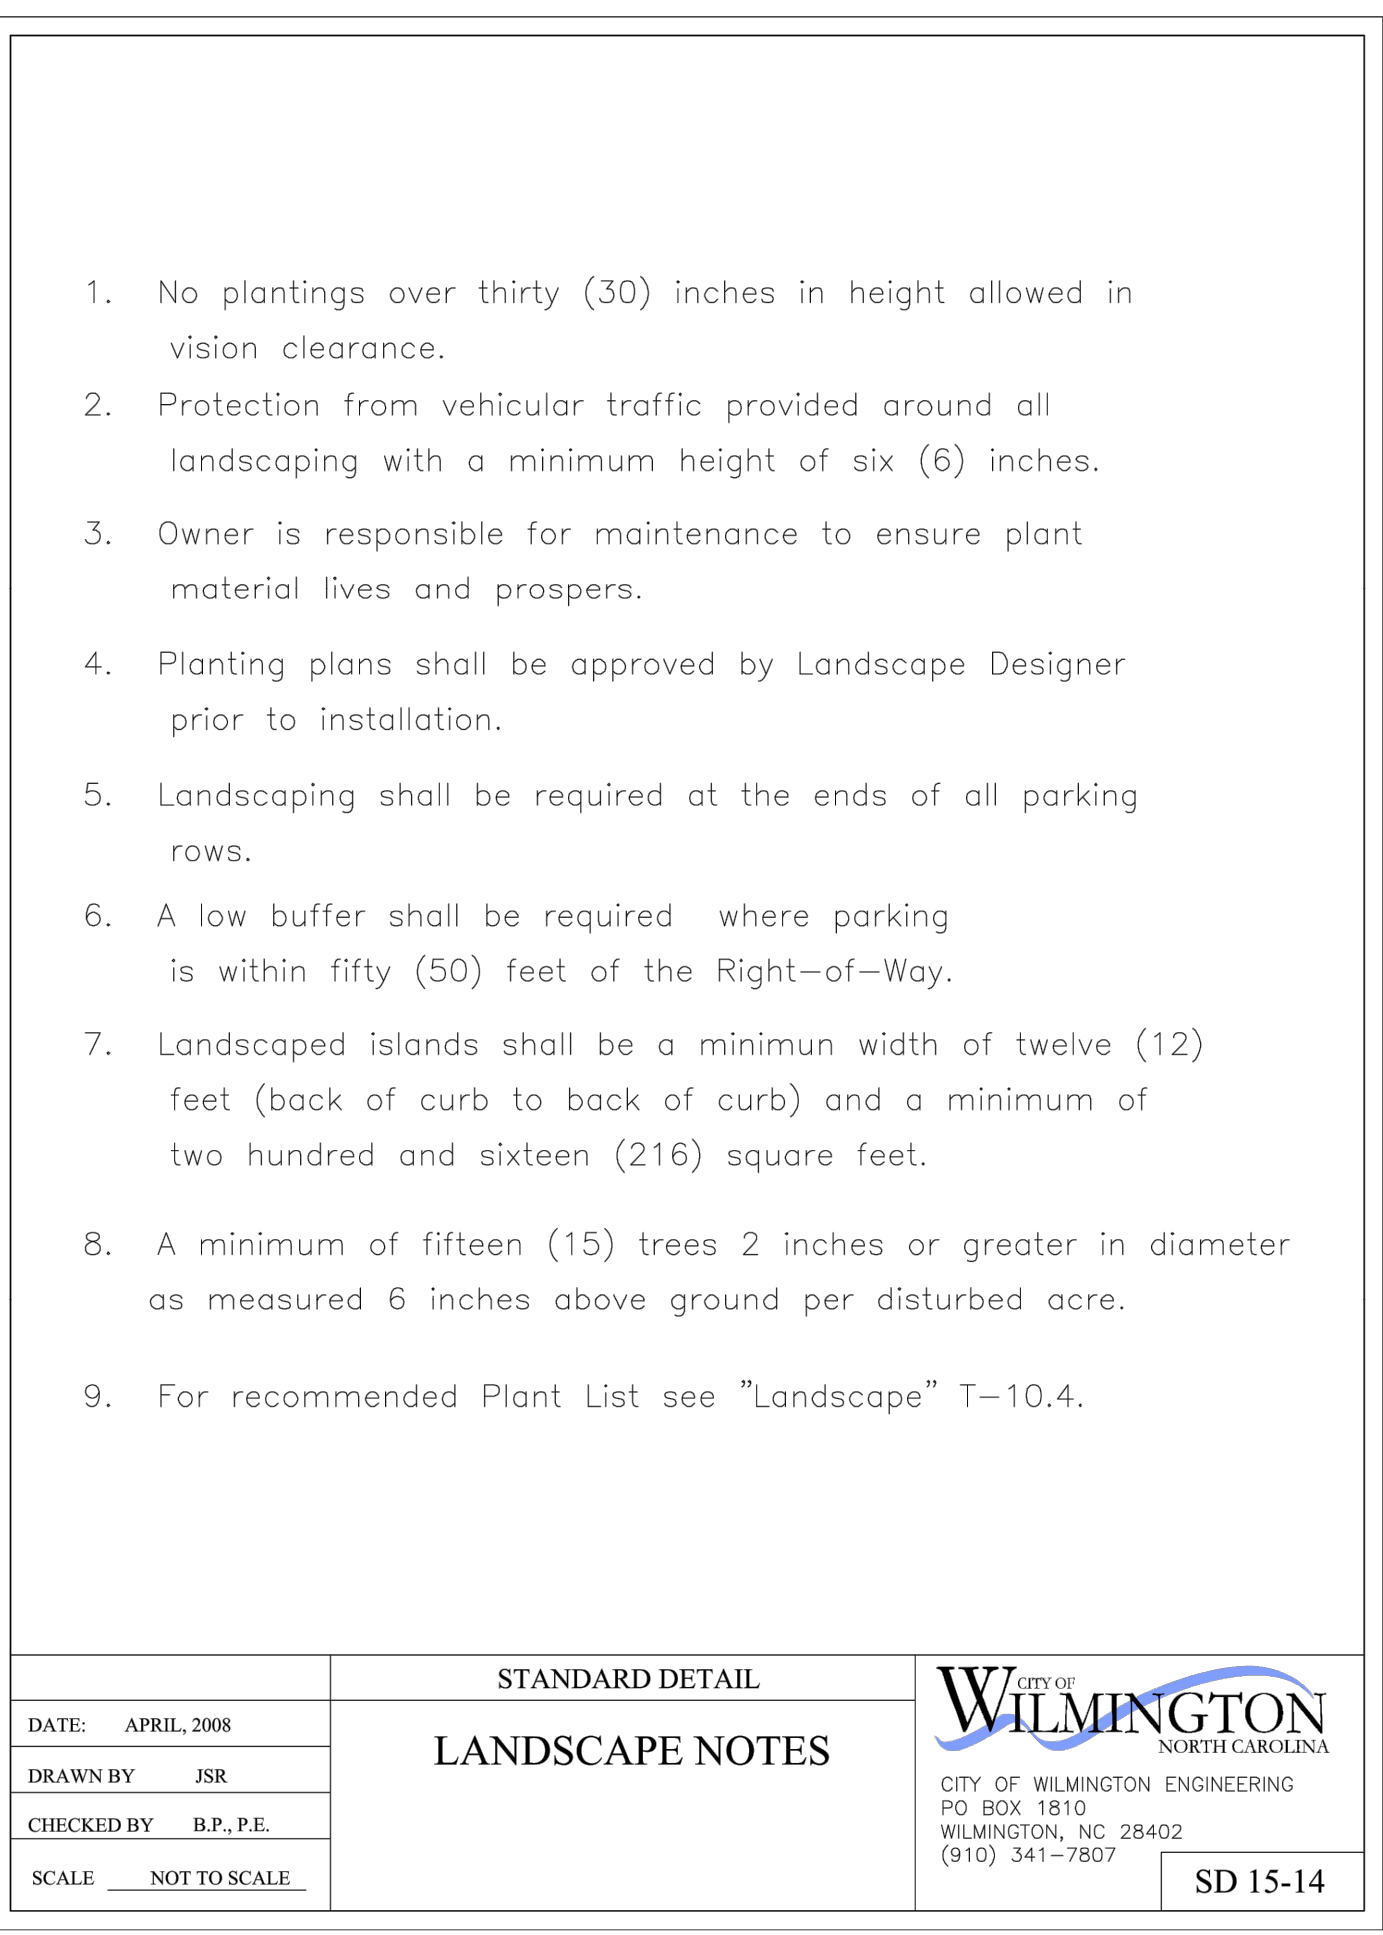 1. No plantings over thirty (30) inches in height allowed in
vision clearance.
2. Protection from vehicular traffic provided around all
landscaping with a minimum height of six (6) inches.
3. Owner is responsible for maintenance to ensure plant
material lives and prospers.
4. Planting plans shall be approved by Landscape Designer
prior to installation.
5. Landscaping shall be required at the ends of all parking
rows.
6. A low buffer shall be required where parking
is within fifty (50) feet of the Right-of-Way.
7. Landscaped islands shall be a minimun width of twelve (12)
feet (back of curb to back of curb) and a minimum of
two hundred and sixteen (216) square feet.
8. A minimum of fifteen (15) trees 2 inches or greater in diameter
as measured 6 inches above ground per disturbed acre.
9. For recommended Plant List see "Landscape" T-10.4.
DATE: APRIL, 2008
DRAWN BY JSR
CHECKED BY B.P., P.E.
SCALE NOT TO SCALE
STANDARD DETAIL
LANDSCAPE NOTES
CITY OF
WILMINGTON
NORTH CAROLINA
CITY OF WILMINGTON ENGINEERING
PO BOX 1810
WILMINGTON, NC 28402
(910) 341-7807
SD 15-14